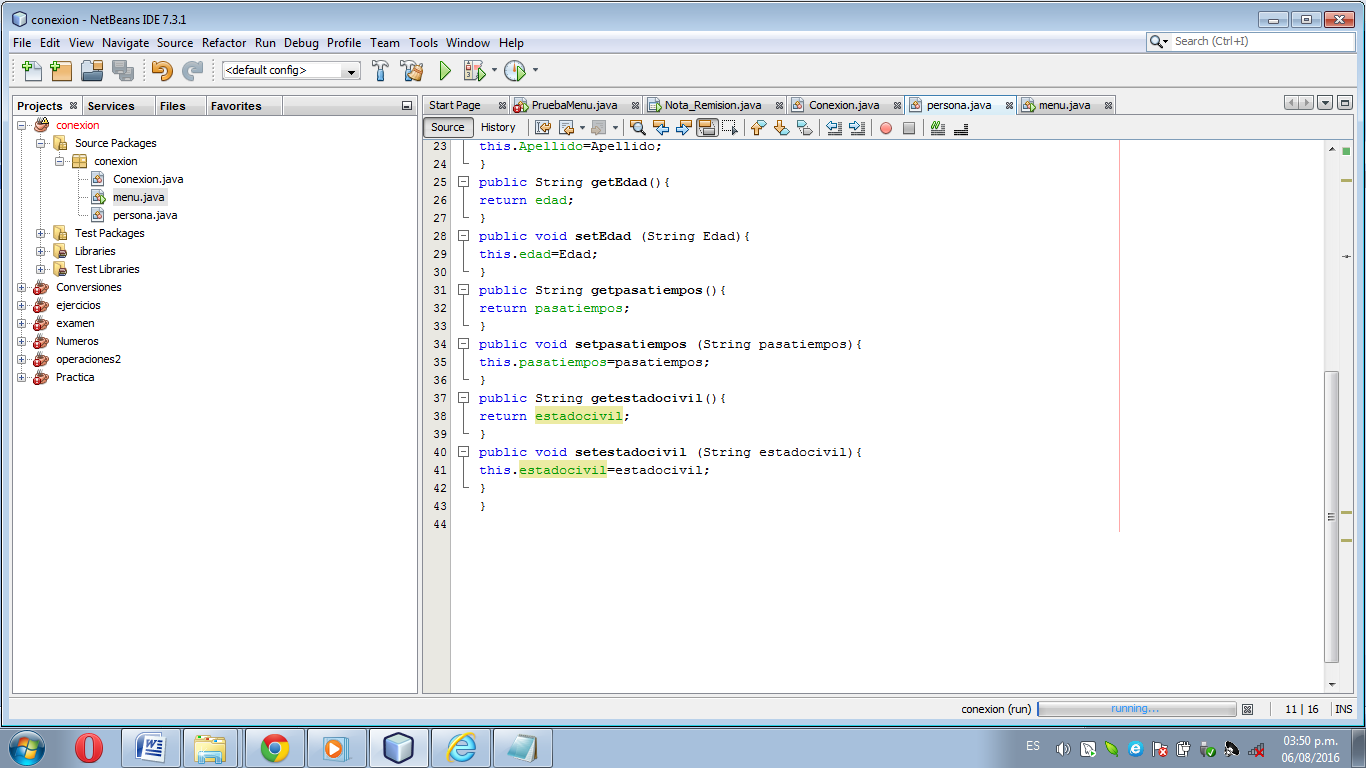 conexion - NetBeans IDE 7.3.1
File Edit View Navigate Source Refactor Run Debug Profile Team Tools Window Help
Search (Ctrl+I)
<default config>
Projects Services Files Favorites
conexion
Source Packages
conexion
Conexion.java
menu.java
persona.java
Test Packages
Libraries
Test Libraries
Conversiones
ejercicios
examen
Numeros
operaciones2
Practica
Start Page PruebaMenu.java Nota_Remision.java Conexion.java persona.java menu.java
Source History
23 this.Apellido=Apellido;
24 }
25 public String getEdad(){
26 return edad;
27 }
28 public void setEdad (String Edad){
29 this.edad=Edad;
30 }
31 public String getpasatiempos(){
32 return pasatiempos;
33 }
34 public void setpasatiempos (String pasatiempos){
35 this.pasatiempos=pasatiempos;
36 }
37 public String getestadocivil(){
38 return estadocivil;
39 }
40 public void setestadocivil (String estadocivil){
41 this.estadocivil=estadocivil;
42 }
43 }
44
conexion (run) running... 11 | 16 INS
ES 03:50 p.m.
06/08/2016